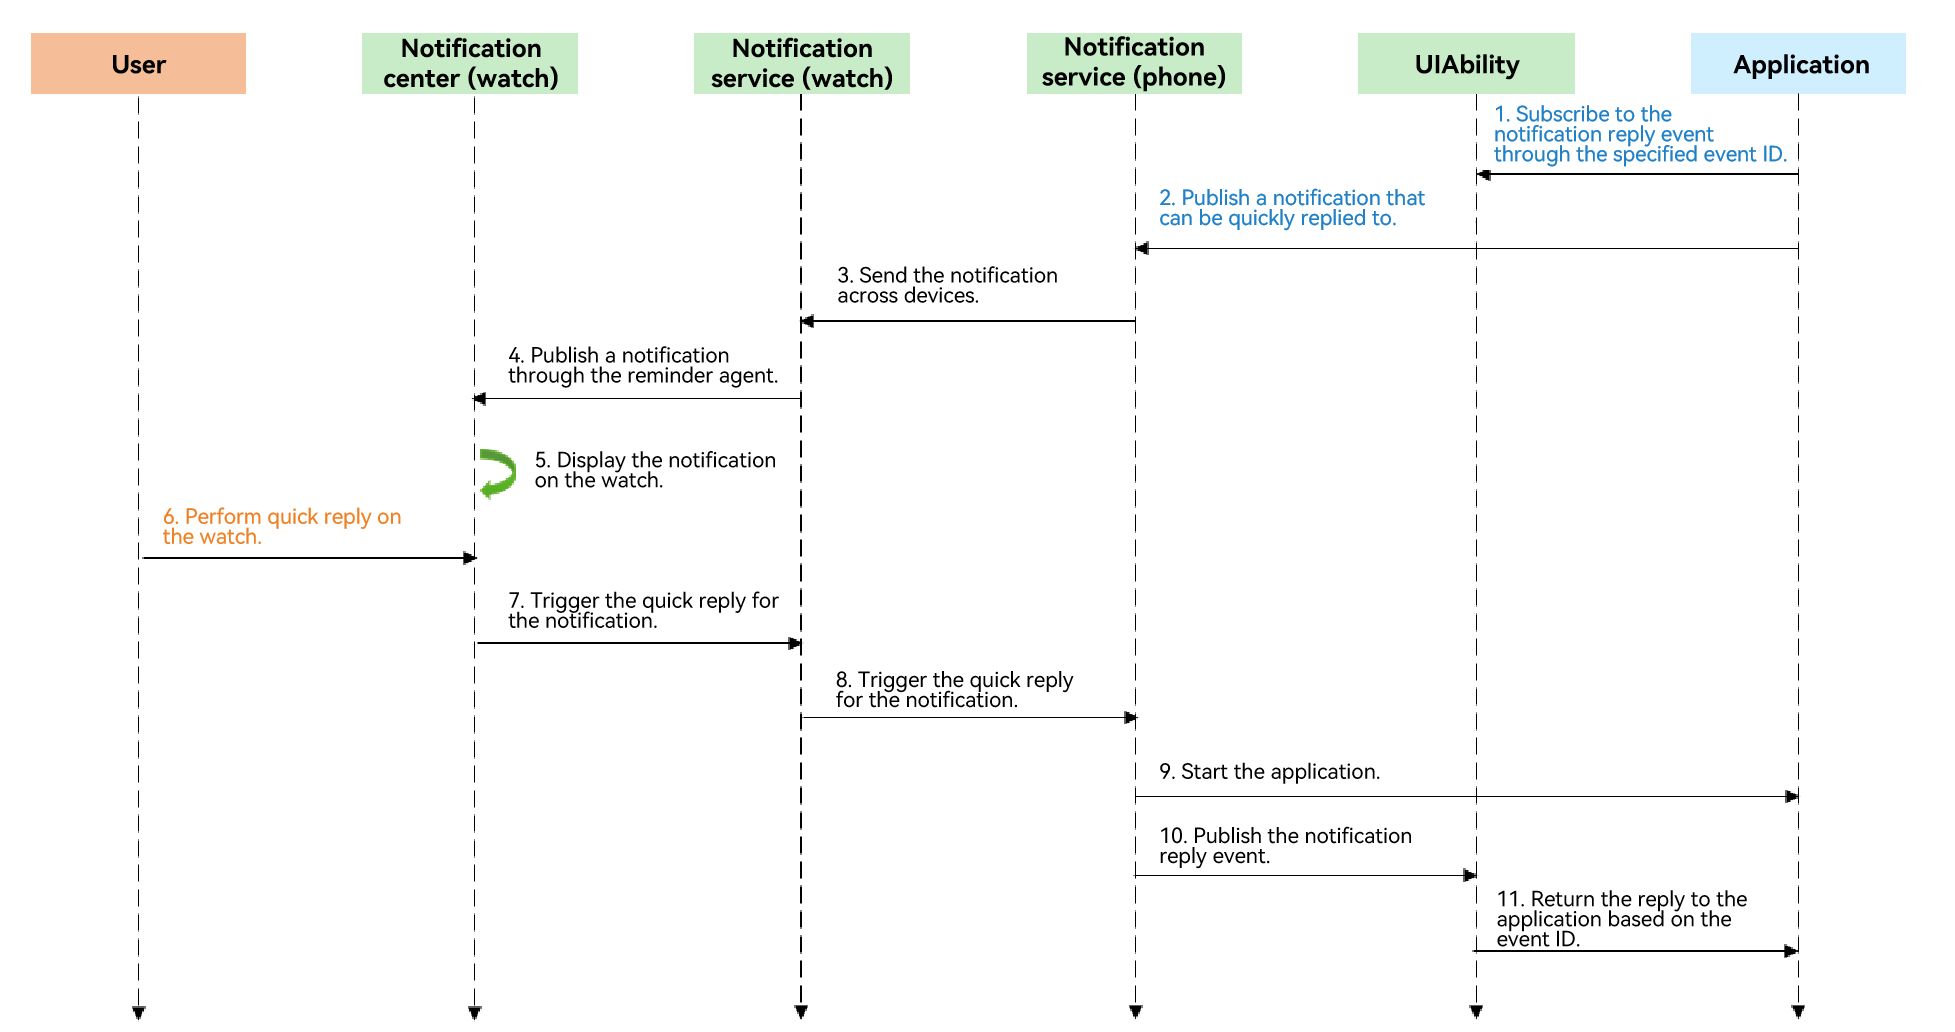 User
Notification
center (watch)
Notification
service (watch)
Notification
service (phone)
UIAbility
Application
1. Subscribe to the
notification reply event
through the specified event ID.
2. Publish a notification that
can be quickly replied to.
3. Send the notification
across devices.
4. Publish a notification
through the reminder agent.
5. Display the notification
on the watch.
6. Perform quick reply on
the watch.
7. Trigger the quick reply for
the notification.
8. Trigger the quick reply
for the notification.
9. Start the application.
10. Publish the notification
reply event.
11. Return the reply to the
application based on the
event ID.